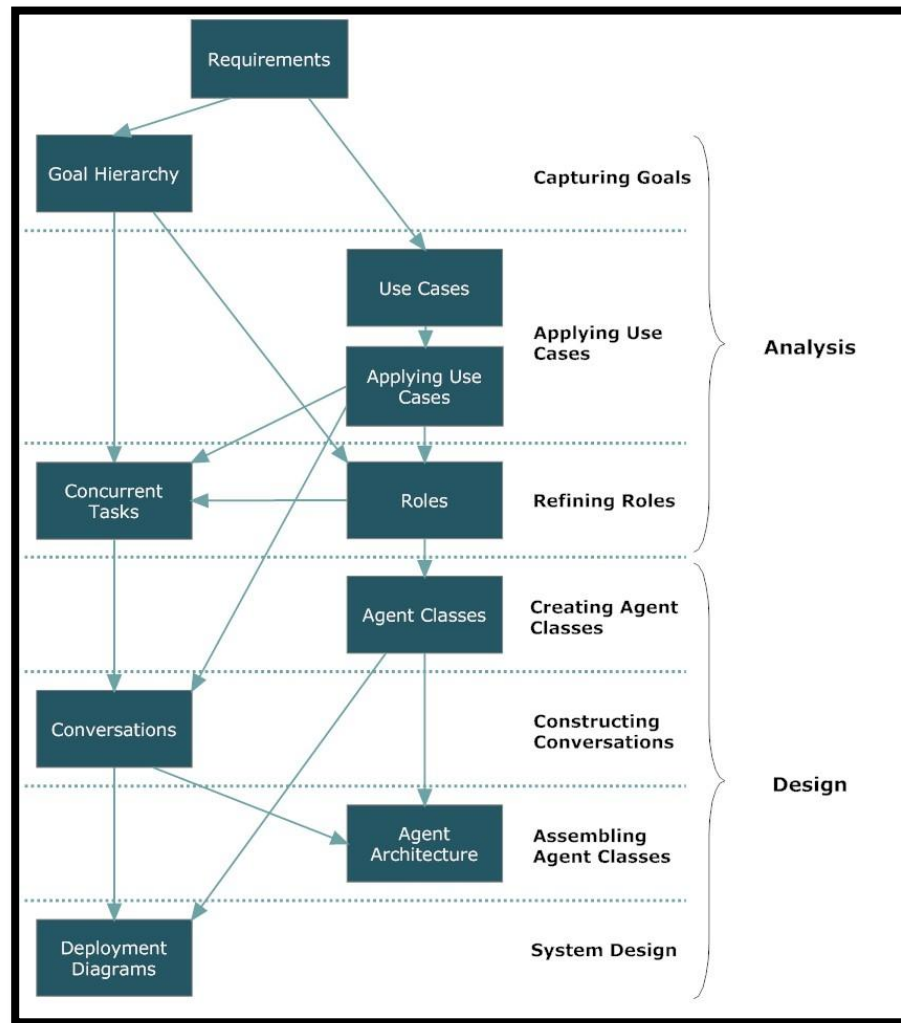 Requirements
Goal Hierarchy
Capturing Goals
Use Cases
Applying Use
Cases
Applying Use
Cases
Analysis
Concurrent
Tasks
Roles
Refining Roles
Agent Classes
Creating Agent
Classes
Conversations
Constructing
Conversations
Design
Agent
Architecture
Assembling
Agent Classes
Deployment
Diagrams
System Design